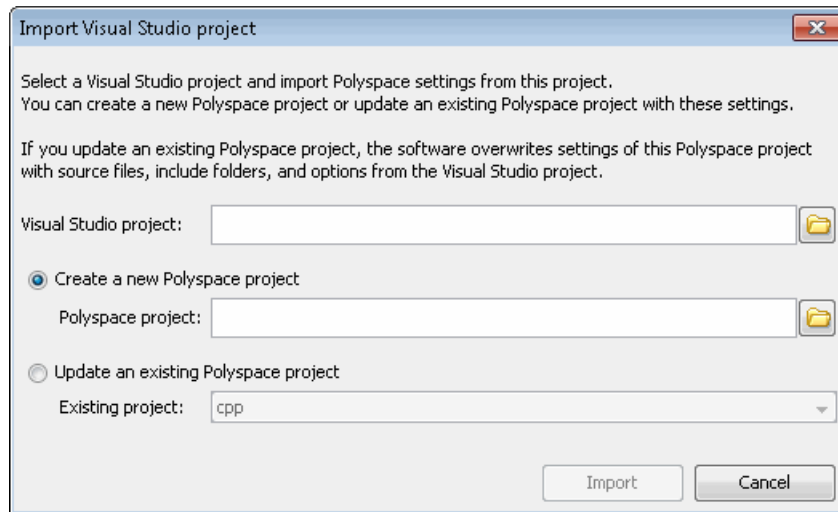 Import Visual Studio project
Select a Visual Studio project and import Polyspace settings from this project.
You can create a new Polyspace project or update an existing Polyspace project with these settings.
If you update an existing Polyspace project, the software overwrites settings of this Polyspace project
with source files, include folders, and options from the Visual Studio project.
Visual Studio project:
Create a new Polyspace project
Polyspace project:
Update an existing Polyspace project
Existing project: cpp
Import Cancel